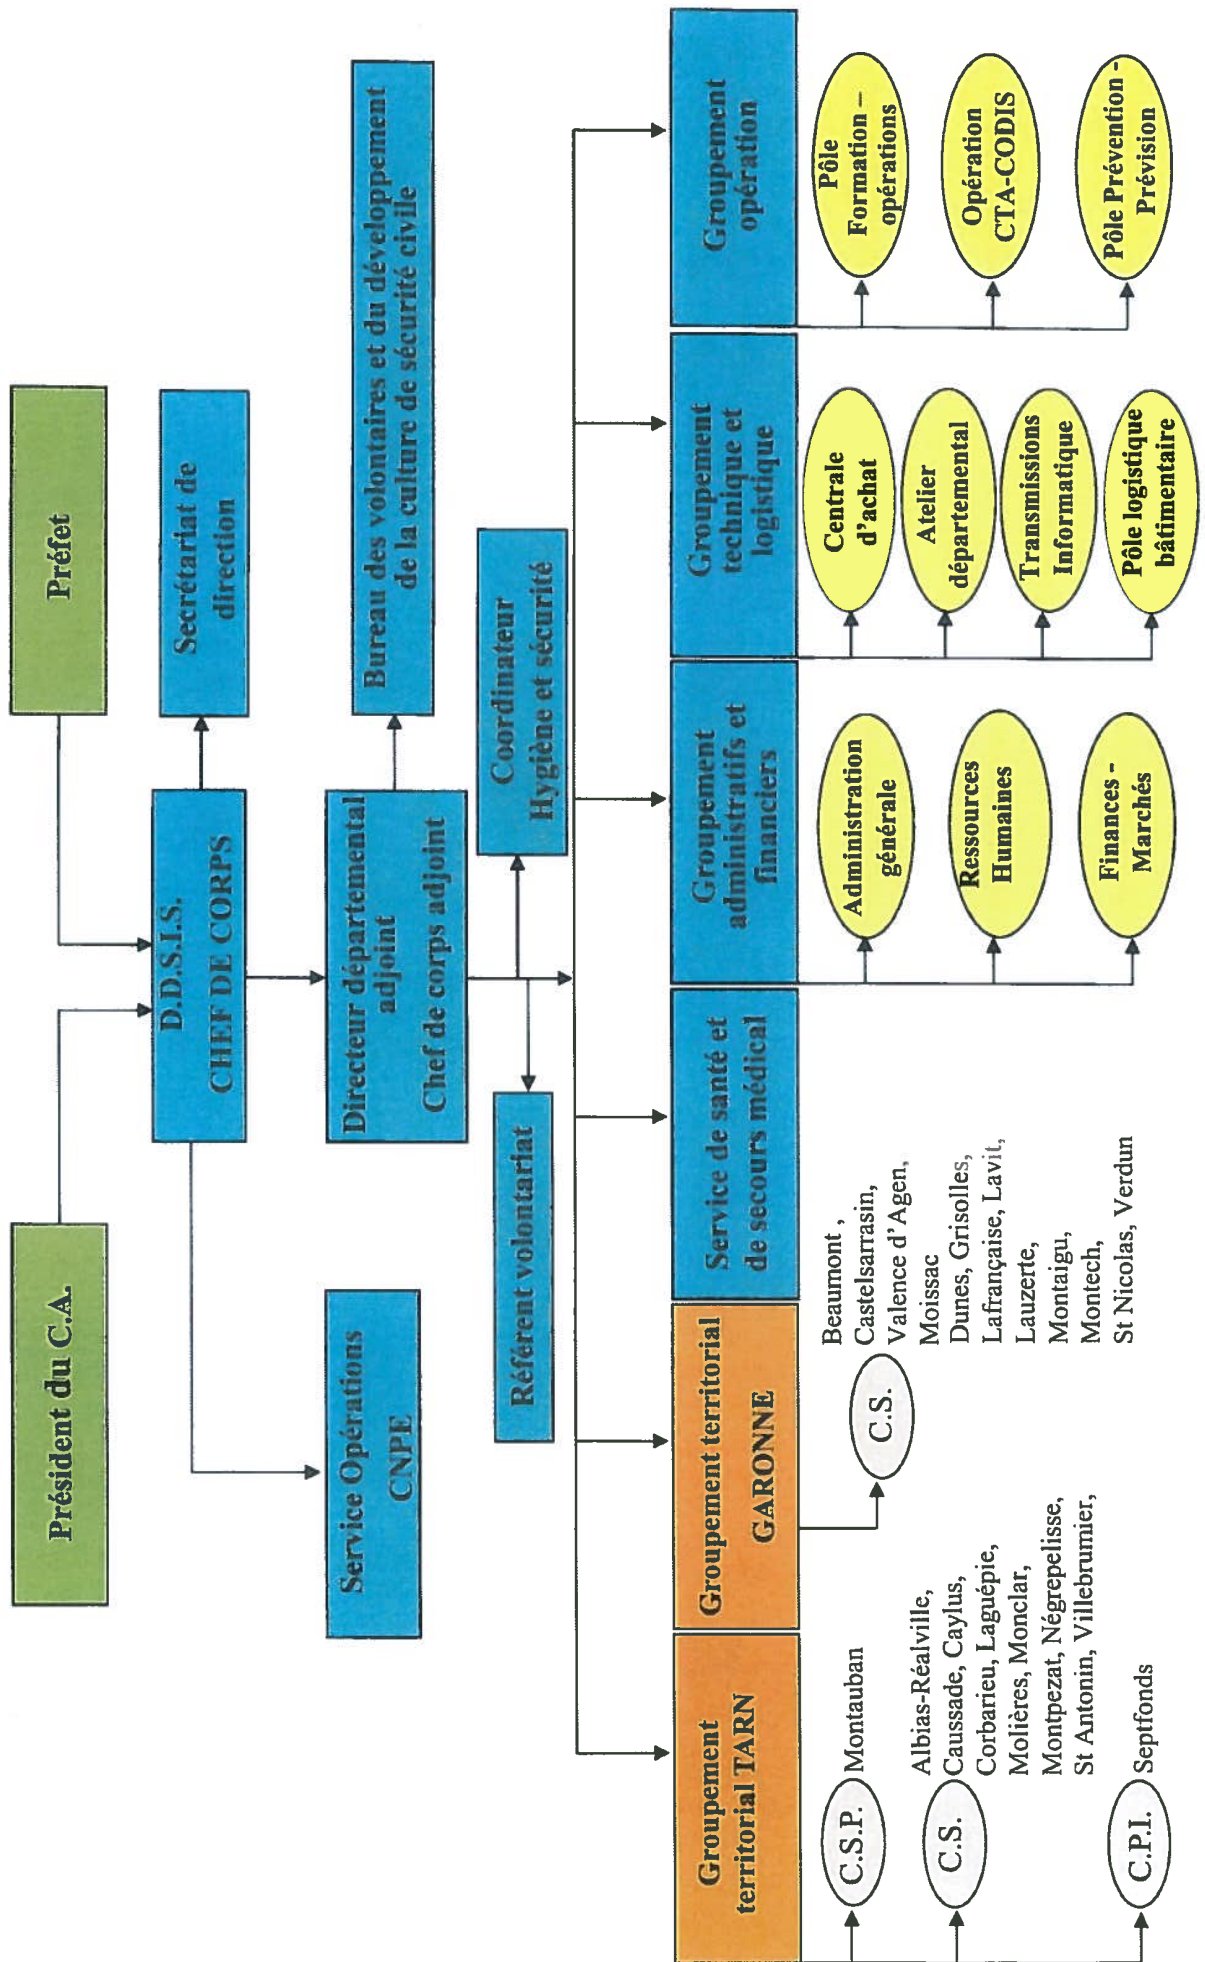 Président du C.A.
Préfet
D.D.S.I.S.
CHEF DE CORPS
Secrétariat de
direction
Service Opérations
CNPE
Directeur départemental
adjoint
Chef de corps adjoint
Bureau des volontaires et du développement
de la culture de sécurité civile
Référent volontariat
Coordinateur
Hygiène et sécurité
Groupement
territorial TARN
Groupement territorial
GARONNE
Service de santé et
de secours médical
Groupement
administratifs et
financiers
Groupement
technique et
logistique
Groupement
opération
C.S.P.
Montauban
C.S.
Albias-Réalville,
Caussade, Caylus,
Corbarieu, Laguépie,
Molières, Monclar,
Montpezat, Négrepelisse,
St Antonin, Villebrumier,
C.P.I.
Septfonds
C.S.
Beaumont ,
Castelsarrasin,
Valence d'Agen,
Moissac
Dunes, Grisolles,
Lafrançaise, Lavit,
Lauzerte,
Montaigu,
Montech,
St Nicolas, Verdun
Administration
générale
Ressources
Humaines
Finances -
Marchés
Centrale
d'achat
Atelier
départemental
Transmissions
Informatique
Pôle logistique
bâtimentaire
Pôle
Formation –
opérations
Opération
CTA-CODIS
Pôle Prévention -
Prévision